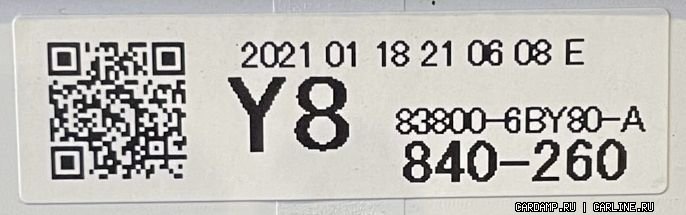 2021 01 18 21 06 08 E
Y8
83800-6BY80-A
840-260
CARDAMP.RU | CARLINE.RU